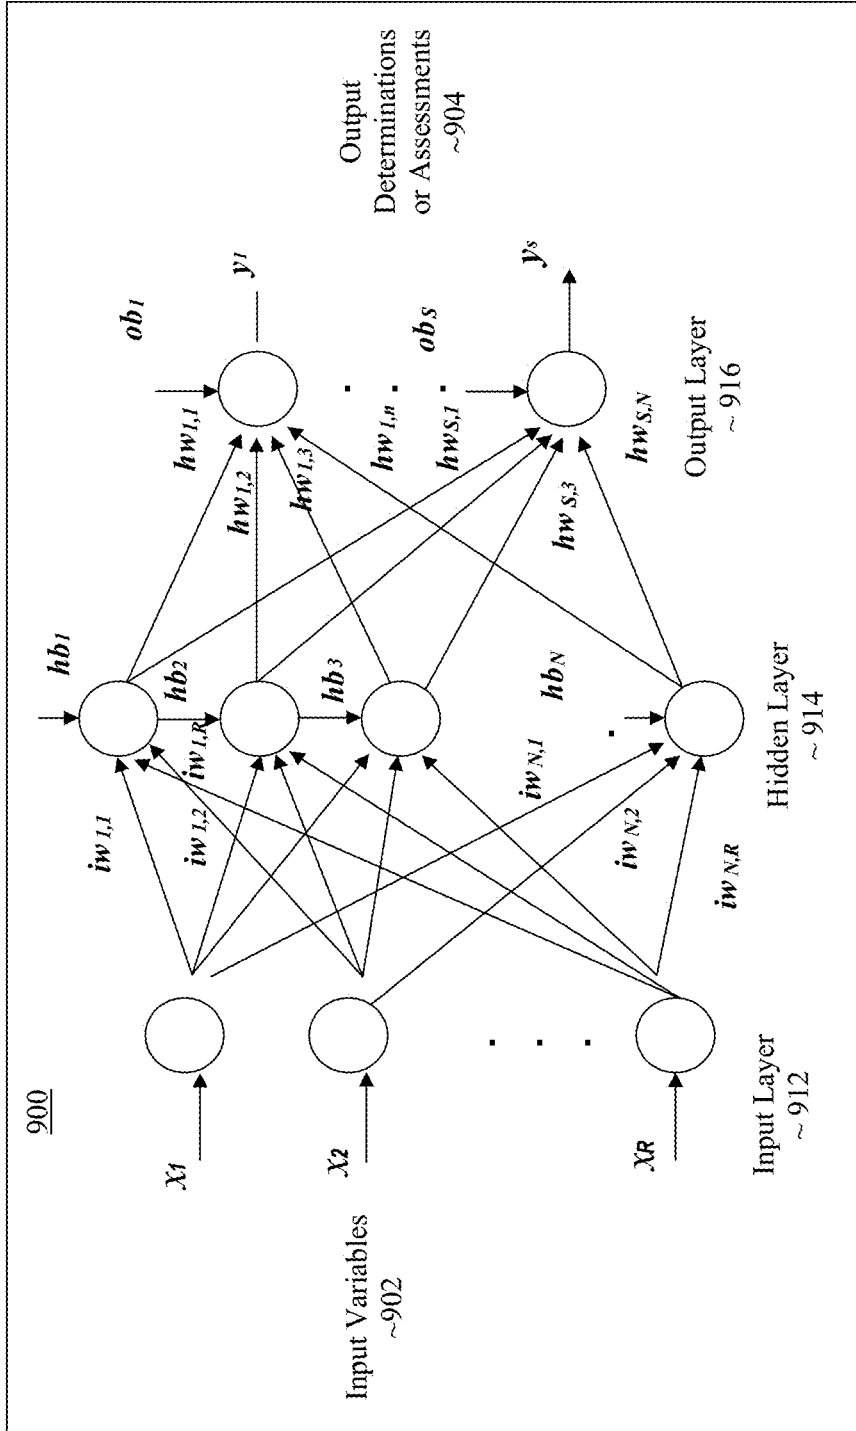 900
Input Variables
~902
x1
x2
xR
Input Layer
~ 912
iw1,1
iw1,2
iw1,R
iwN,1
iwN,2
iwN,R
hb1
hb2
hb3
hbN
Hidden Layer
~ 914
hw1,1
hw1,2
hw1,3
hw1,n
hwS,1
hwS,3
hwS,N
ob1
obS
Output Layer
~ 916
y1
ys
Output
Determinations
or Assessments
~904